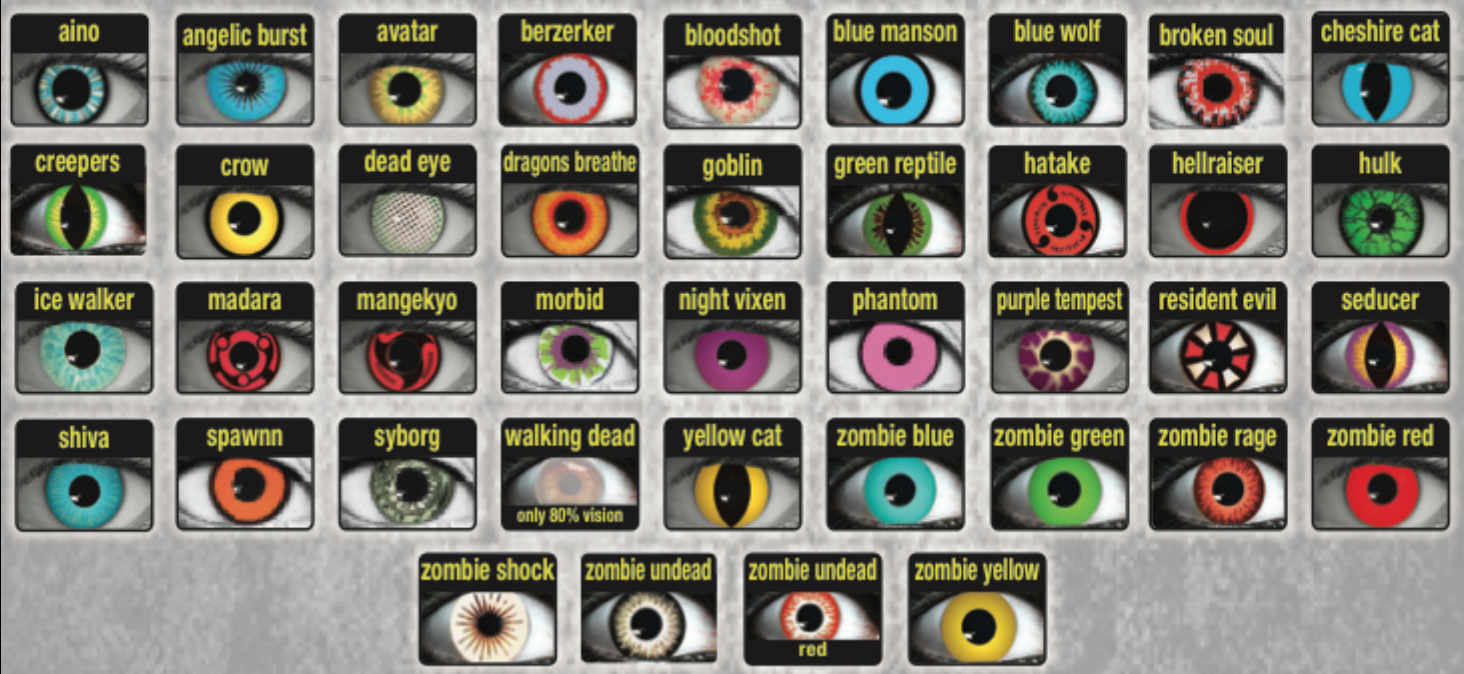 aino
angelic burst
avatar
berzerker
bloodshot
blue manson
blue wolf
broken soul
cheshire cat
creepers
crow
dead eye
dragons breathe
goblin
green reptile
hatake
hellraiser
hulk
ice walker
madara
mangekyo
morbid
night vixen
phantom
purple tempest
resident evil
seducer
shiva
spawnn
syborg
walking dead
only 80% vision
yellow cat
zombie blue
zombie green
zombie rage
zombie red
zombie shock
zombie undead
zombie undead
red
zombie yellow